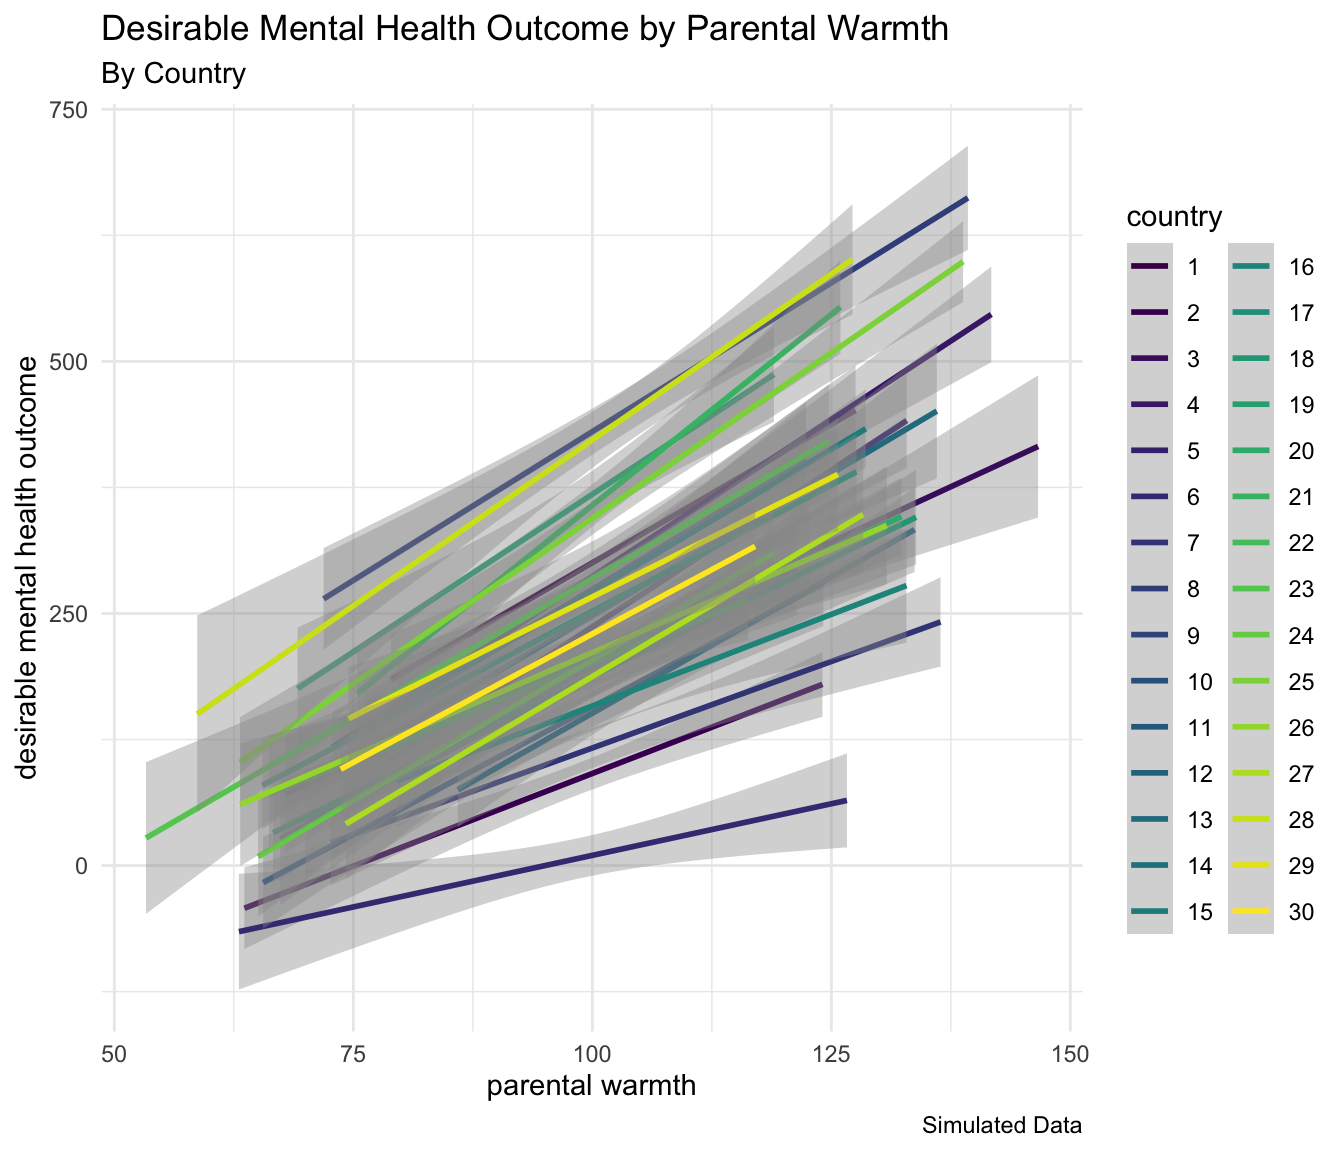 Desirable Mental Health Outcome by Parental Warmth
By Country
750
500
250
0
desirable mental health outcome
50 75 100 125 150
parental warmth
country
1 16
2 17
3 18
4 19
5 20
6 21
7 22
8 23
9 24
10 25
11 26
12 27
13 28
14 29
15 30
Simulated Data